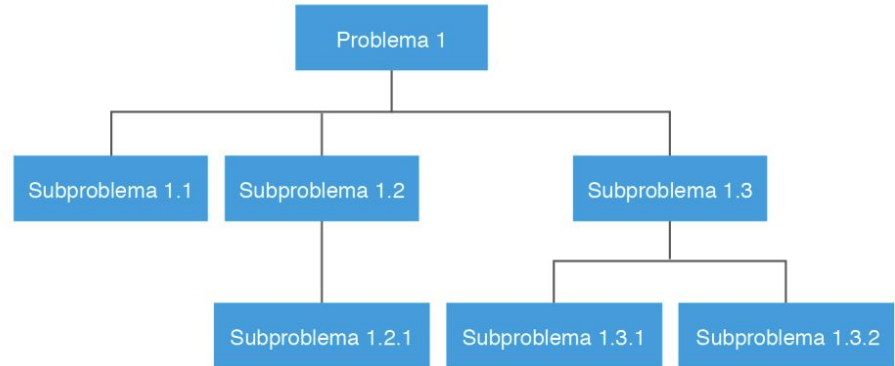 Problema 1
Subproblema 1.1
Subproblema 1.2
Subproblema 1.3
Subproblema 1.2.1
Subproblema 1.3.1
Subproblema 1.3.2